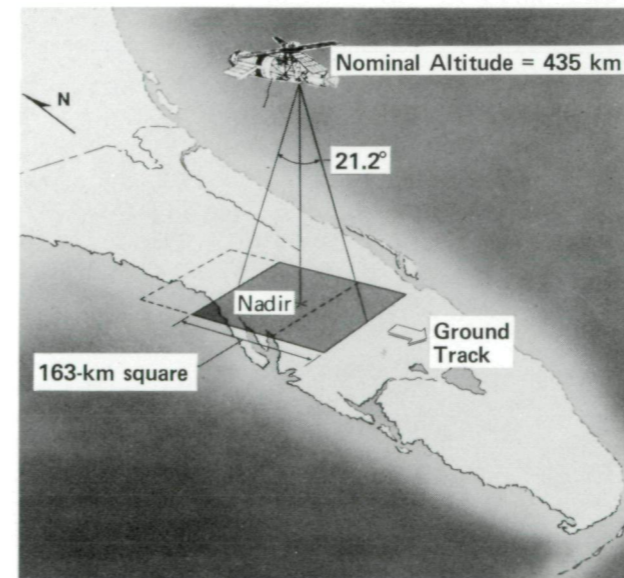 Nominal Altitude = 435 km
N
21.2°
Nadir
Ground
Track
163-km square